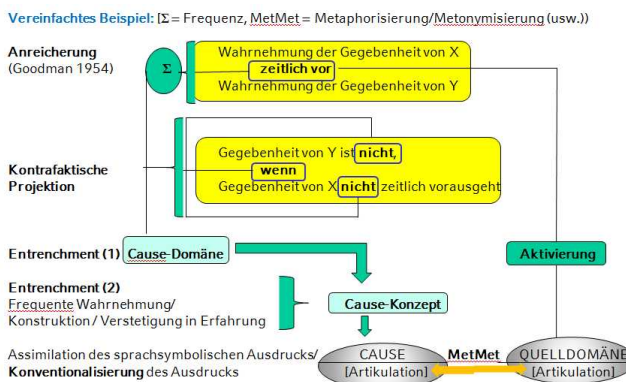 Vereinfachtes Beispiel: [Σ = Frequenz, MetMet = Metaphorisierung/Metonymisierung (usw.))
Anreicherung
(Goodman 1954)
Σ
Wahrnehmung der Gegebenheit von X
zeitlich vor
Wahrnehmung der Gegebenheit von Y
Kontrafaktische
Projektion
Gegebenheit von Y ist nicht,
wenn
Gegebenheit von X nicht zeitlich vorausgeht
Entrenchment (1)
Cause-Domäne
Aktivierung
Entrenchment (2)
Frequente Wahrnehmung/
Konstruktion / Verstetigung in Erfahrung
Cause-Konzept
Assimilation des sprachsymbolischen Ausdrucks/
Konventionalisierung des Ausdrucks
CAUSE
[Artikulation]
MetMet
QUELLDOMÄNE
[Artikulation]